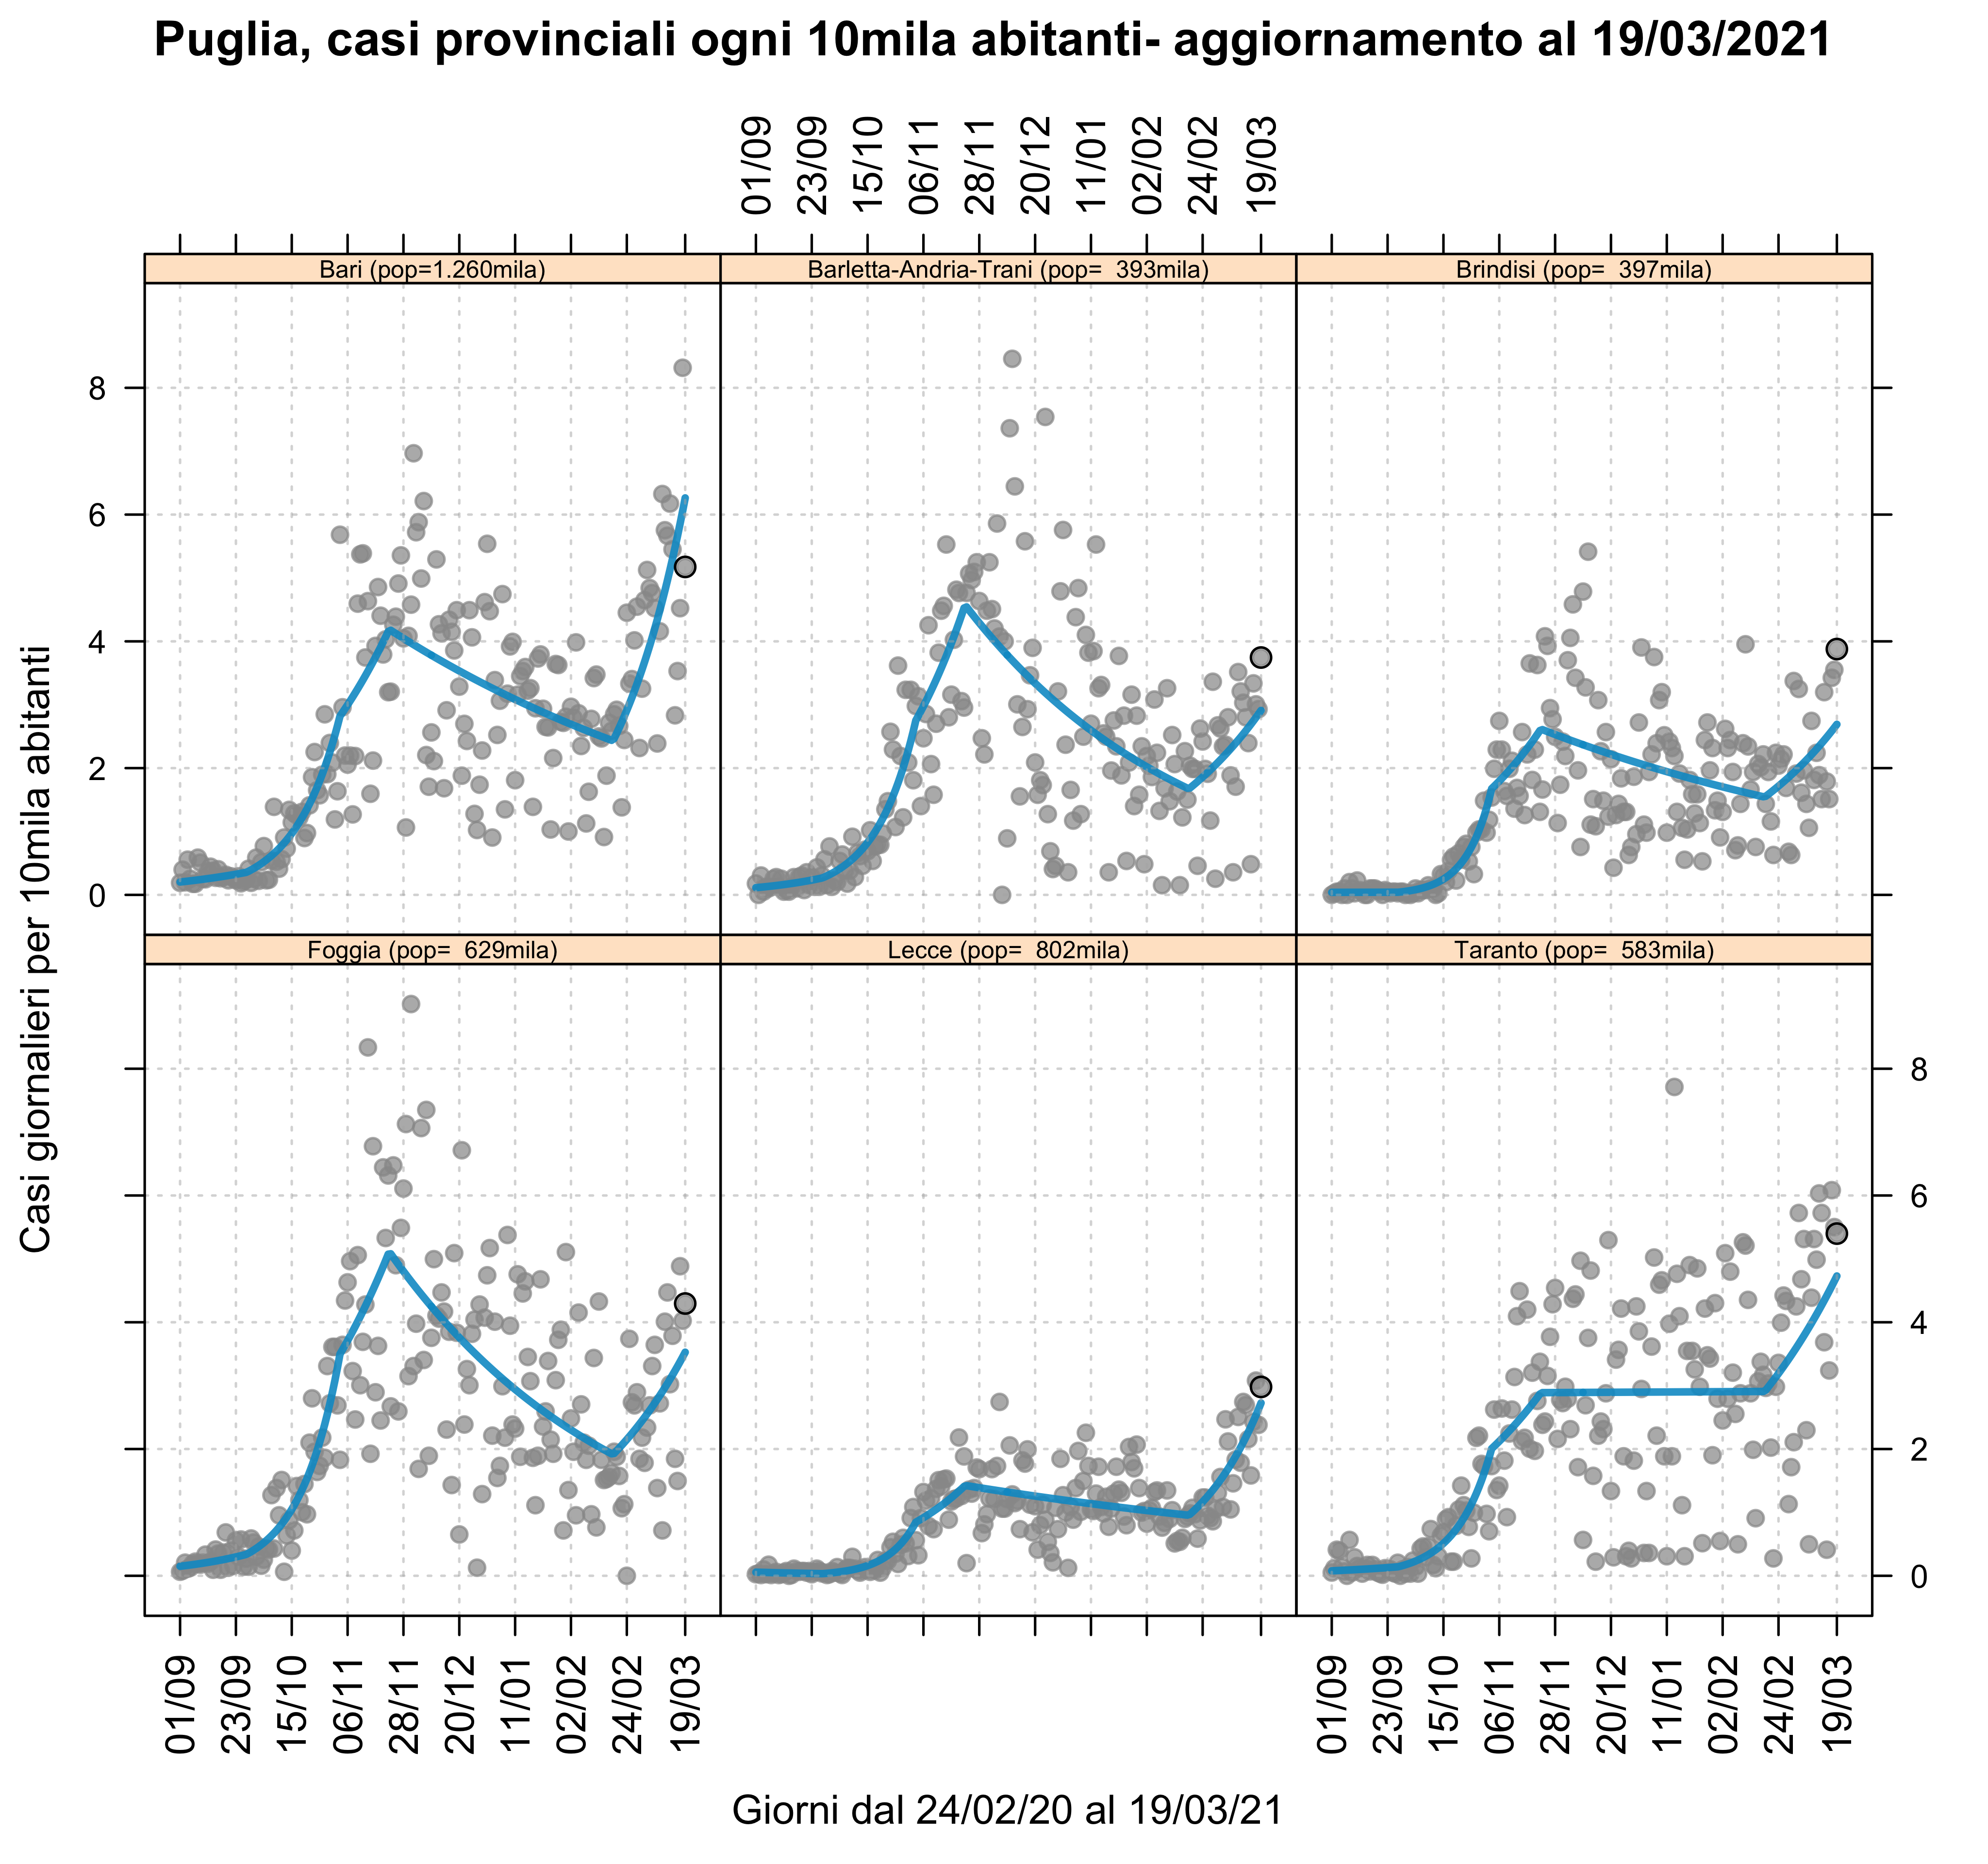 Puglia, casi provinciali ogni 10mila abitanti- aggiornamento al 19/03/2021
01/09 23/09 15/10 06/11 28/11 20/12 11/01 02/02 24/02 19/03
Bari (pop=1.260mila)
Barletta-Andria-Trani (pop=  393mila)
Brindisi (pop=  397mila)
8
6
4
2
0
Casi giornalieri per 10mila abitanti
Foggia (pop=  629mila)
Lecce (pop=  802mila)
Taranto (pop=  583mila)
8
6
4
2
0
01/09 23/09 15/10 06/11 28/11 20/12 11/01 02/02 24/02 19/03
01/09 23/09 15/10 06/11 28/11 20/12 11/01 02/02 24/02 19/03
Giorni dal 24/02/20 al 19/03/21